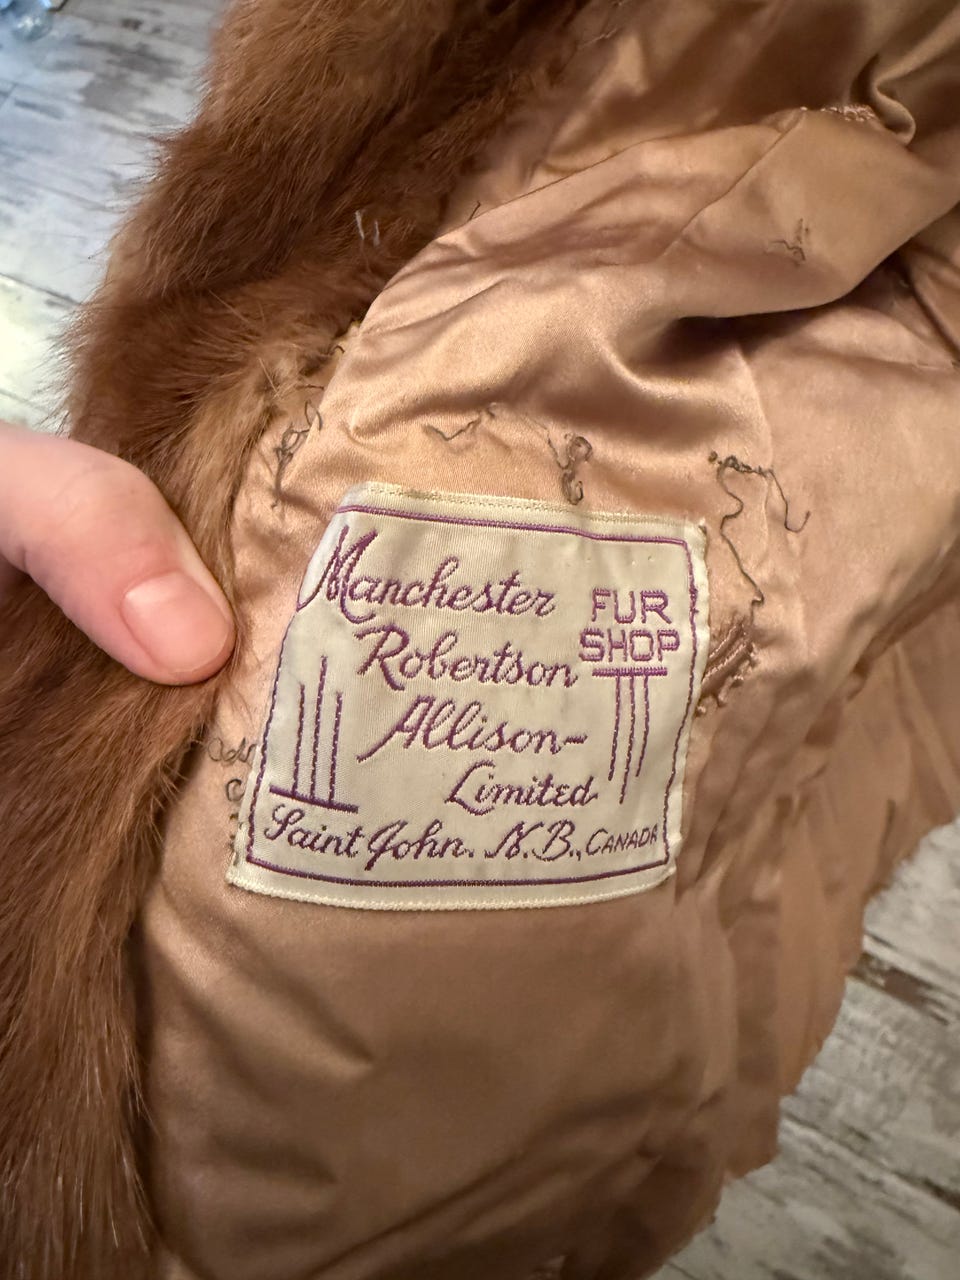 Manchester
Robertson
Allison-
Limited
FUR
SHOP
Saint John, N.B., CANADA